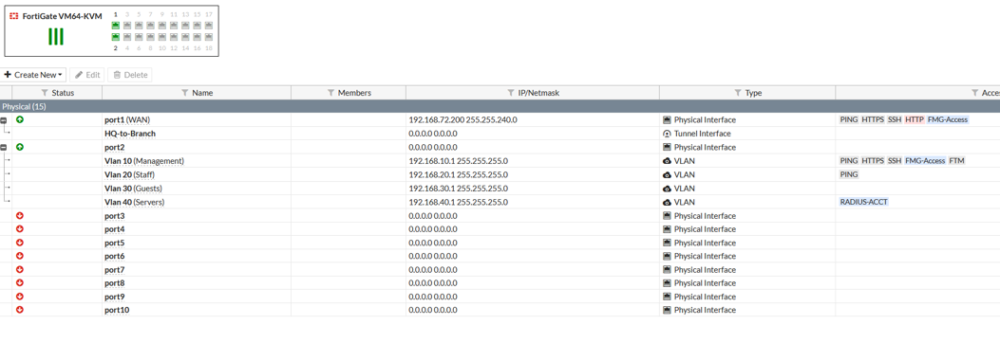 FortiGate VM64-KVM
1 3 5 7 9 11 13 15 17
2 4 6 8 10 12 14 16 18
Create New Edit Delete
Status Name Members IP/Netmask Type Acces
Physical (15)
port1 (WAN) 192.168.72.200 255.255.240.0 Physical Interface PING HTTPS SSH HTTP FMG-Access
HQ-to-Branch 0.0.0.0 0.0.0.0 Tunnel Interface
port2 0.0.0.0 0.0.0.0 Physical Interface
Vlan 10 (Management) 192.168.10.1 255.255.255.0 VLAN PING HTTPS SSH FMG-Access FTM
Vlan 20 (Staff) 192.168.20.1 255.255.255.0 VLAN PING
Vlan 30 (Guests) 192.168.30.1 255.255.255.0 VLAN
Vlan 40 (Servers) 192.168.40.1 255.255.255.0 VLAN RADIUS-ACCT
port3 0.0.0.0 0.0.0.0 Physical Interface
port4 0.0.0.0 0.0.0.0 Physical Interface
port5 0.0.0.0 0.0.0.0 Physical Interface
port6 0.0.0.0 0.0.0.0 Physical Interface
port7 0.0.0.0 0.0.0.0 Physical Interface
port8 0.0.0.0 0.0.0.0 Physical Interface
port9 0.0.0.0 0.0.0.0 Physical Interface
port10 0.0.0.0 0.0.0.0 Physical Interface